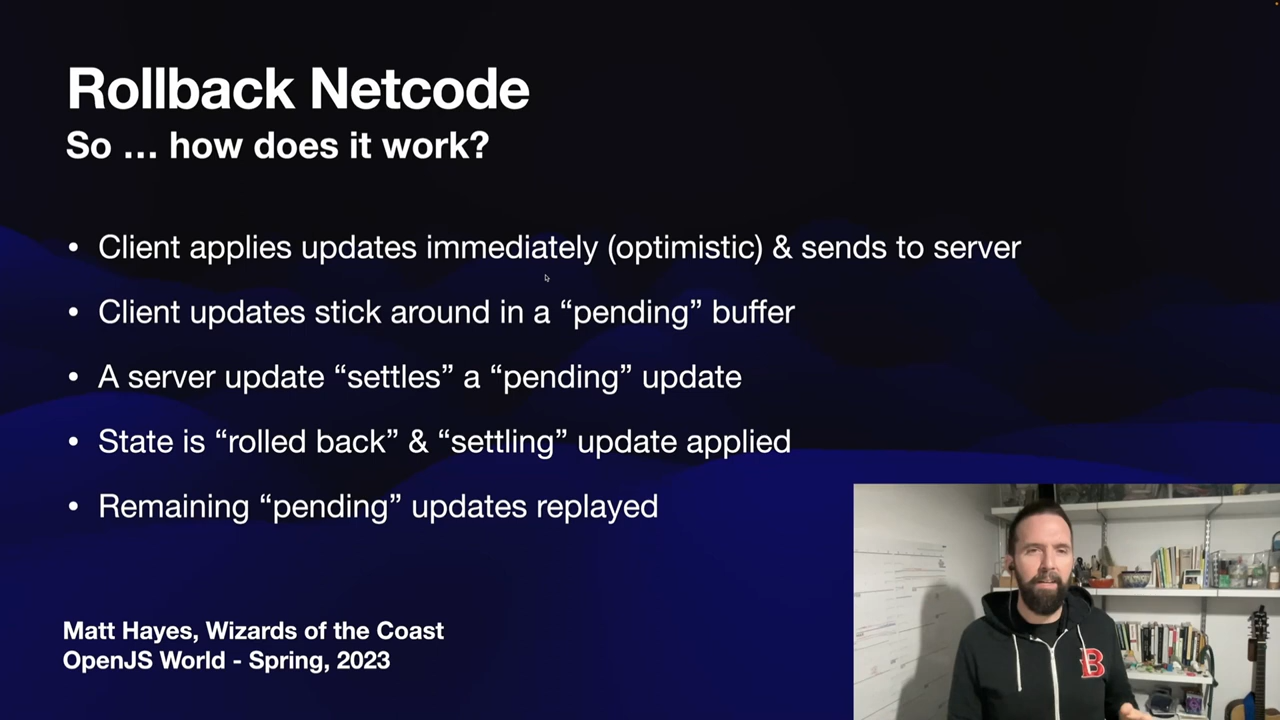 Rollback Netcode
So … how does it work?
• Client applies updates immediately (optimistic) & sends to server
• Client updates stick around in a “pending” buffer
• A server update “settles” a “pending” update
• State is “rolled back” & “settling” update applied
• Remaining “pending” updates replayed
Matt Hayes, Wizards of the Coast
OpenJS World - Spring, 2023
B